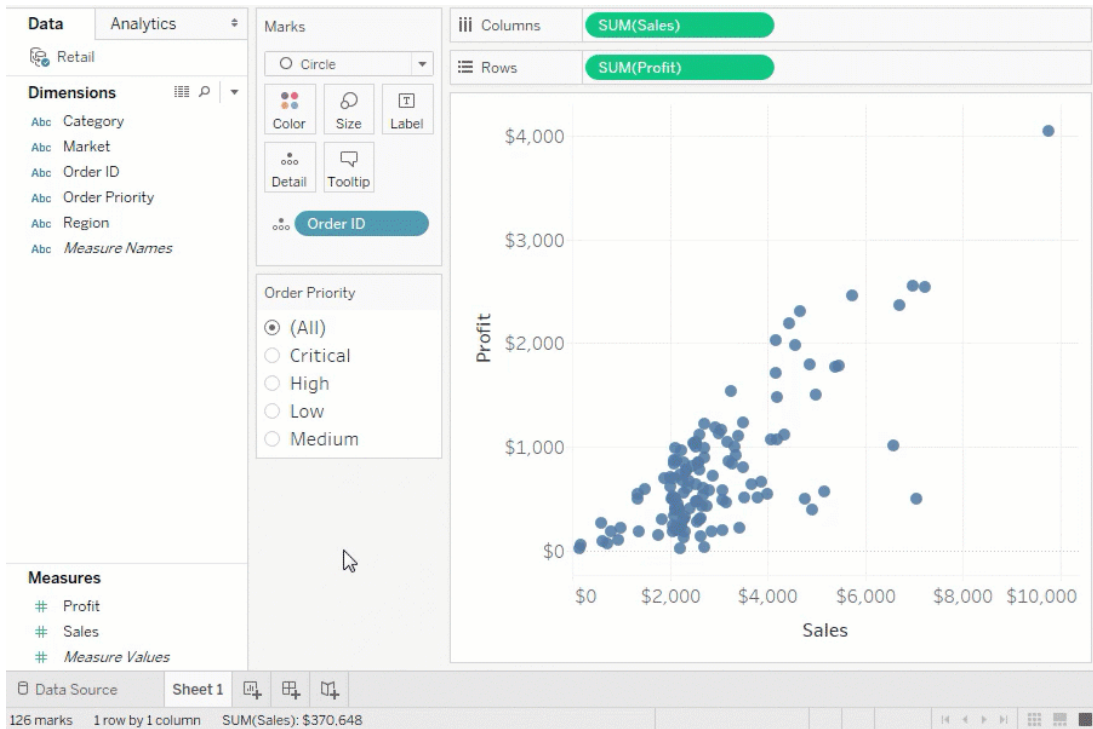 Data
Analytics
Retail
Dimensions
Abc Category
Abc Market
Abc Order ID
Abc Order Priority
Abc Region
Abc Measure Names
Measures
# Profit
# Sales
# Measure Values
Marks
Circle
Color Size Label
T
Detail Tooltip
Order ID
Order Priority
(All)
Critical
High
Low
Medium
Columns SUM(Sales)
Rows SUM(Profit)
Profit
$4,000
$3,000
$2,000
$1,000
$0
$0 $2,000 $4,000 $6,000 $8,000 $10,000
Sales
Data Source Sheet 1
126 marks 1 row by 1 column SUM(Sales): $370,648